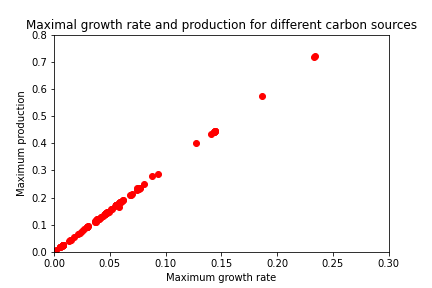 Maximal growth rate and production for different carbon sources
0.8
0.7
0.6
0.5
0.4
0.3
0.2
0.1
0.0
Maximum production
0.00 0.05 0.10 0.15 0.20 0.25 0.30
Maximum growth rate